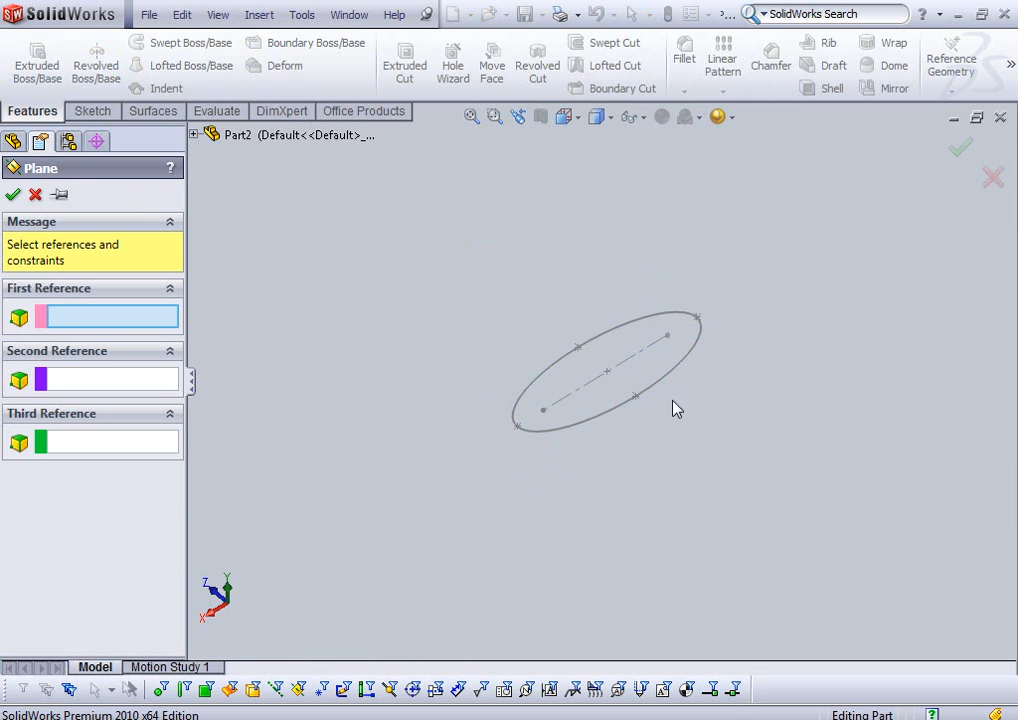 SW SolidWorks File Edit View Insert Tools Window Help ... SolidWorks Search ?
Extruded Boss/Base
Revolved Boss/Base
Swept Boss/Base
Lofted Boss/Base
Indent
Boundary Boss/Base
Deform
Extruded Cut
Hole Wizard
Move Face
Revolved Cut
Swept Cut
Lofted Cut
Boundary Cut
Fillet
Linear Pattern
Chamfer
Rib
Draft
Shell
Wrap
Dome
Mirror
Reference Geometry
Features Sketch Surfaces Evaluate DimXpert Office Products
Part2 (Default<<Default>_...
Plane ?
Message
Select references and
constraints
First Reference
Second Reference
Third Reference
Z Y
X
Model Motion Study 1
SolidWorks Premium 2010 x64 Edition Editing Part ?